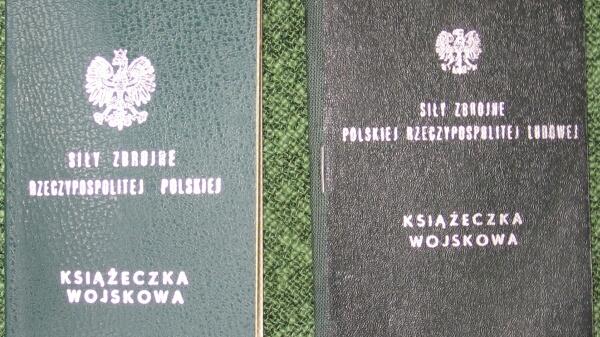 SIŁY ZBROJNE
RZECZYPOSPOLITEJ POLSKIEJ
KSIĄŻECZKA
WOJSKOWA
SIŁY ZBROJNE
POLSKIEJ RZECZYPOSPOLITEJ LUDOWEJ
KSIĄŻECZKA
WOJSKOWA